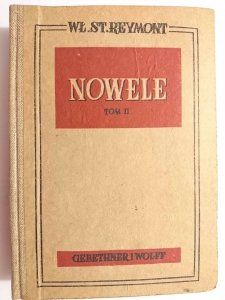 WŁ. ST. REYMONT
NOWELE
TOM II
GEBETHNER I WOLFF